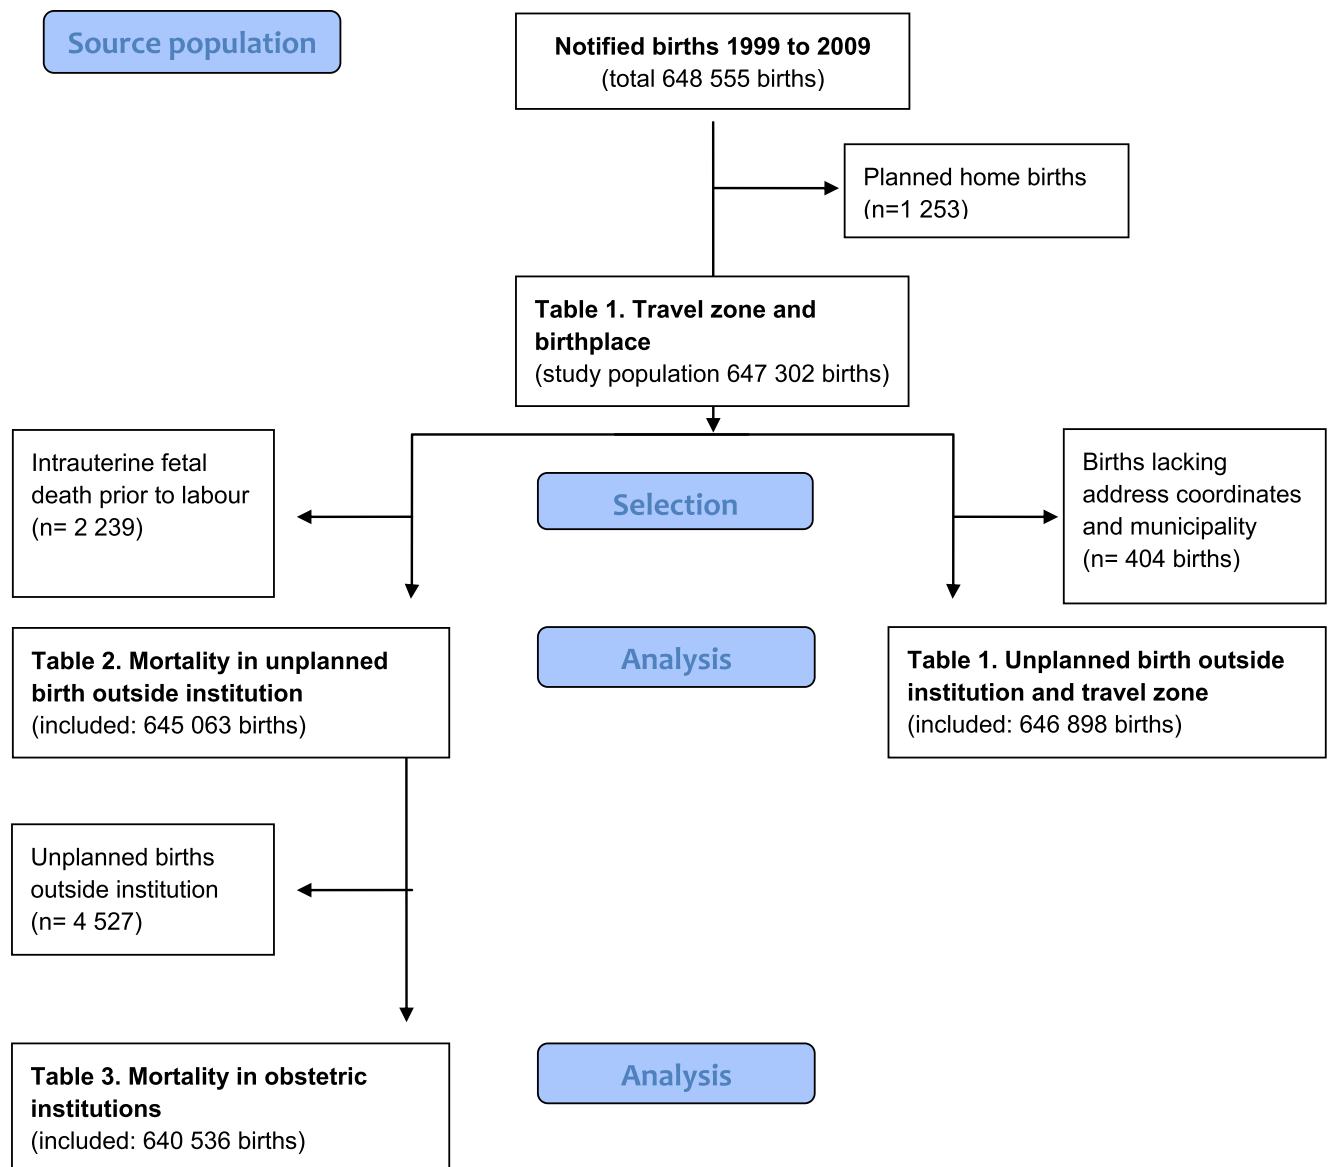 Source population
Notified births 1999 to 2009
(total 648 555 births)
Planned home births
(n=1 253)
Table 1. Travel zone and
birthplace
(study population 647 302 births)
Intrauterine fetal
death prior to labour
(n= 2 239)
Selection
Births lacking
address coordinates
and municipality
(n= 404 births)
Table 2. Mortality in unplanned
birth outside institution
(included: 645 063 births)
Analysis
Table 1. Unplanned birth outside
institution and travel zone
(included: 646 898 births)
Unplanned births
outside institution
(n= 4 527)
Table 3. Mortality in obstetric
institutions
(included: 640 536 births)
Analysis